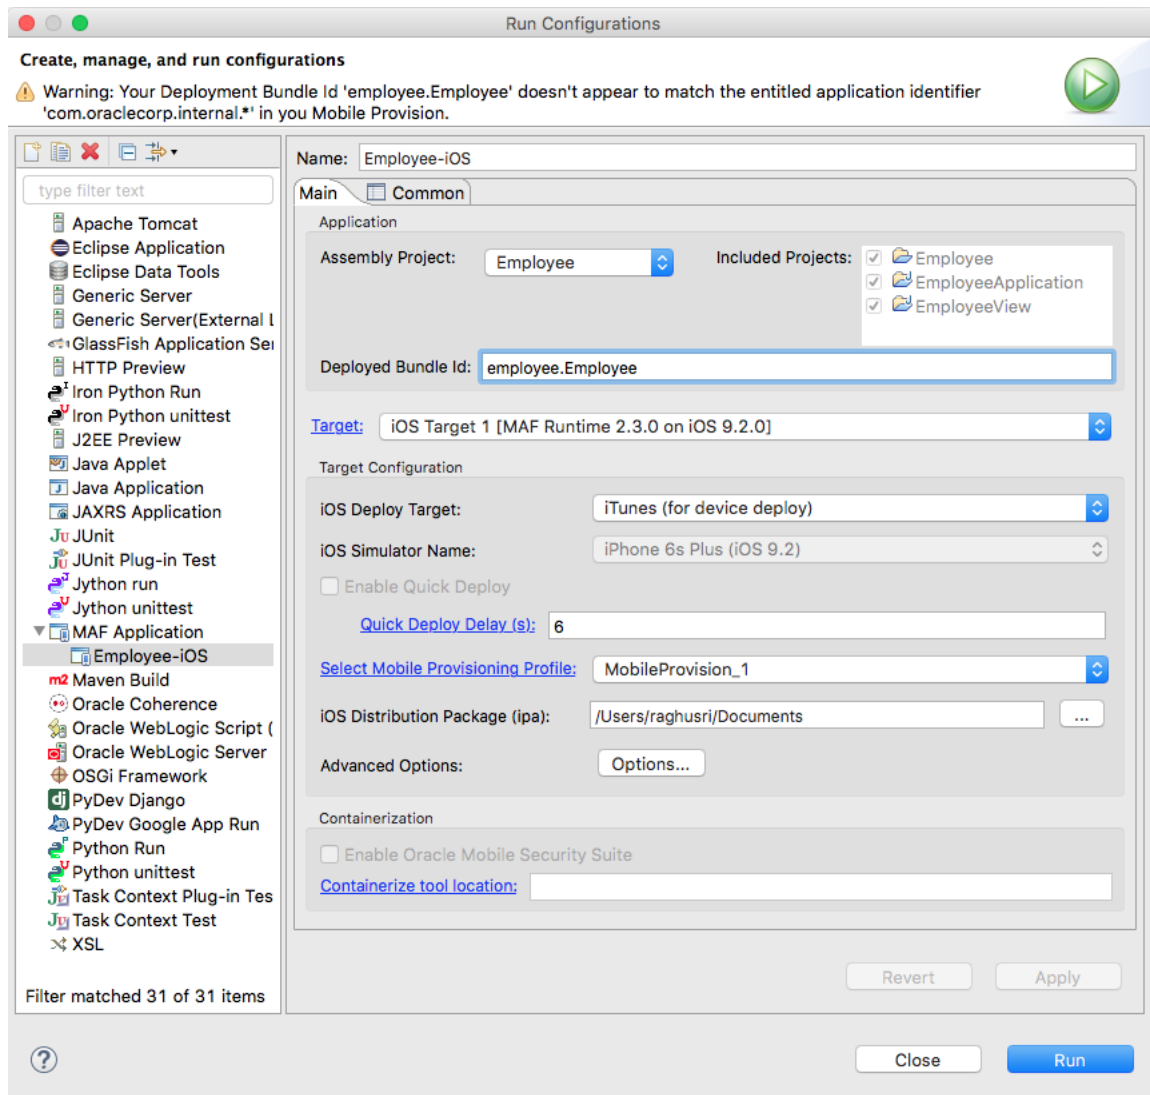 Run Configurations
Create, manage, and run configurations
Warning: Your Deployment Bundle Id 'employee.Employee' doesn't appear to match the entitled application identifier
'com.oraclecorp.internal.*' in you Mobile Provision.
type filter text
Apache Tomcat
Eclipse Application
Eclipse Data Tools
Generic Server
Generic Server(External L
GlassFish Application Ser
HTTP Preview
Iron Python Run
Iron Python unittest
J2EE Preview
Java Applet
Java Application
JAXRS Application
JUnit
JUnit Plug-in Test
Jython run
Jython unittest
MAF Application
Employee-iOS
Maven Build
Oracle Coherence
Oracle WebLogic Script (
Oracle WebLogic Server
OSGi Framework
PyDev Django
PyDev Google App Run
Python Run
Python unittest
Task Context Plug-in Tes
Task Context Test
XSL
Filter matched 31 of 31 items
Name: Employee-iOS
Main Common
Application
Assembly Project: Employee Included Projects: Employee
EmployeeApplication
EmployeeView
Deployed Bundle Id: employee.Employee
Target: iOS Target 1 [MAF Runtime 2.3.0 on iOS 9.2.0]
Target Configuration
iOS Deploy Target: iTunes (for device deploy)
iOS Simulator Name: iPhone 6s Plus (iOS 9.2)
Enable Quick Deploy
Quick Deploy Delay (s): 6
Select Mobile Provisioning Profile: MobileProvision_1
iOS Distribution Package (ipa): /Users/raghusri/Documents ...
Advanced Options: Options...
Containerization
Enable Oracle Mobile Security Suite
Containerize tool location:
Revert Apply
? Close Run